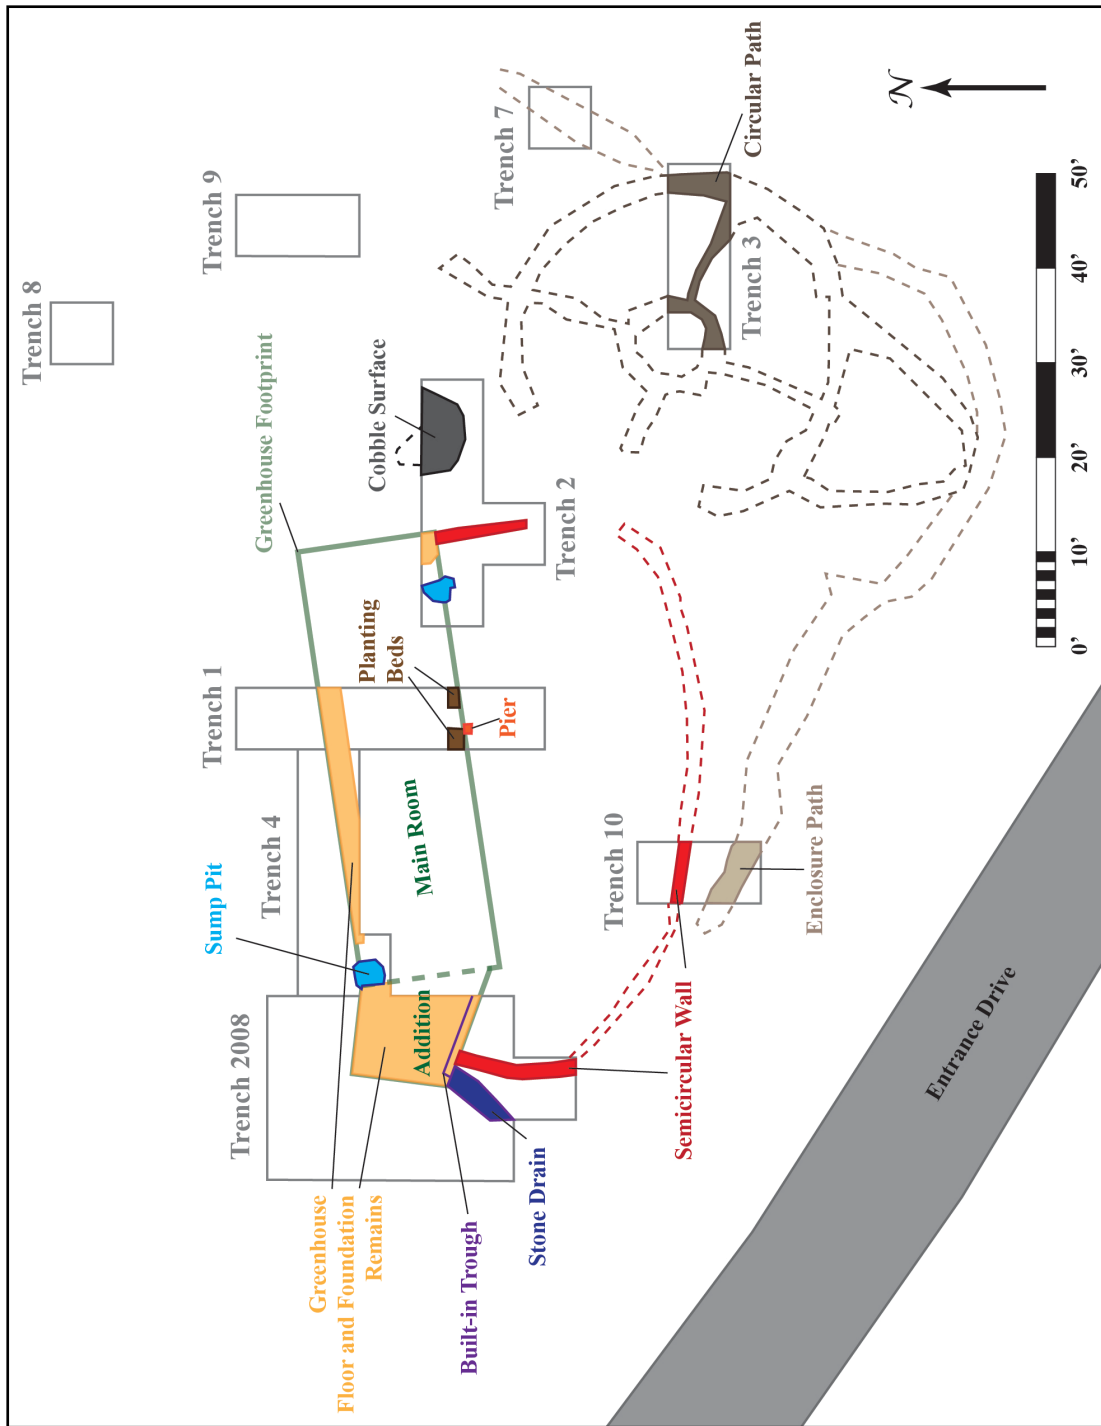 Trench 8
Trench 9
Trench 7
Circular Path
N
Greenhouse Footprint
Cobble Surface
Trench 3
Trench 2
Trench 1
Planting
Beds
Pier
Trench 4
Main Room
Sump Pit
Trench 10
Enclosure Path
Trench 2008
Addition
Semicircular Wall
Entrance Drive
Greenhouse
Floor and Foundation
Remains
Built-in Trough
Stone Drain
0’ 10’ 20’ 30’ 40’ 50’